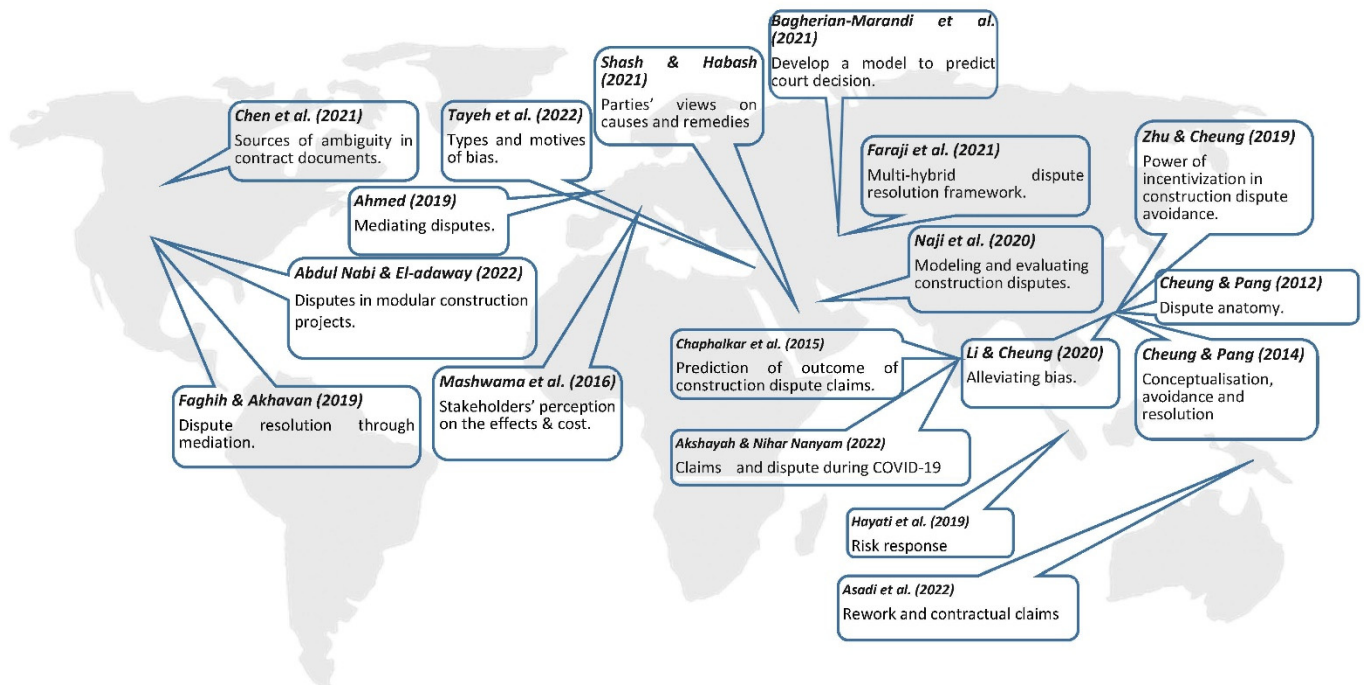 Bagherian-Marandi et al.
(2021)
Develop a model to predict
court decision.
Shash & Habash
(2021)
Parties' views on
causes and remedies
Chen et al. (2021)
Sources of ambiguity in
contract documents.
Tayeh et al. (2022)
Types and motives
of bias.
Zhu & Cheung (2019)
Power of
incentivization in
construction dispute
avoidance.
Faraji et al. (2021)
Multi-hybrid dispute
resolution framework.
Ahmed (2019)
Mediating disputes.
Naji et al. (2020)
Modeling and evaluating
construction disputes.
Abdul Nabi & El-adaway (2022)
Disputes in modular construction
projects.
Cheung & Pang (2012)
Dispute anatomy.
Chaphalkar et al. (2015)
Prediction of outcome of
construction dispute claims.
Li & Cheung (2020)
Alleviating bias.
Cheung & Pang (2014)
Conceptualisation,
avoidance and
resolution
Mashwama et al. (2016)
Stakeholders' perception
on the effects & cost.
Faghih & Akhavan (2019)
Dispute resolution through
mediation.
Akshayah & Nihar Nanyam (2022)
Claims and dispute during COVID-19
Hayati et al. (2019)
Risk response
Asadi et al. (2022)
Rework and contractual claims